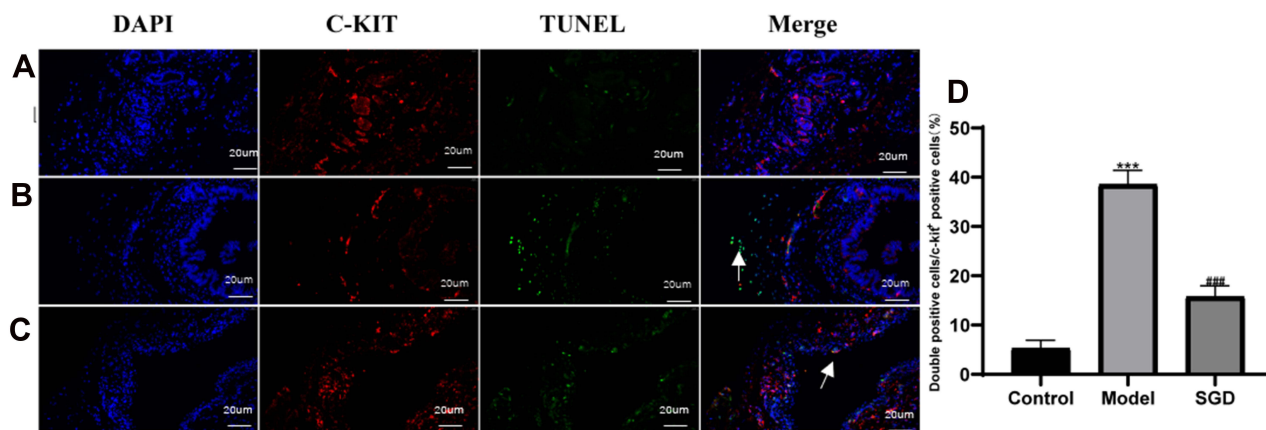 DAPI C-KIT TUNEL Merge
A
20um 20um 20um 20um
B
20um 20um 20um 20um
C
20um 20um 20um 20um
D
Double positive cells/c-kit⁺ positive cells(%)
50
40
30
20
10
0
***
###
Control Model SGD